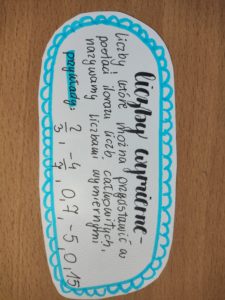 liczby wymierne-
liczby, które można przedstawić w
postaci ilorazu liczb całkowitych,
nazywamy liczbami wymiernymi
przykłady:
2/3, -4/7, 0,7 -5, 0,15